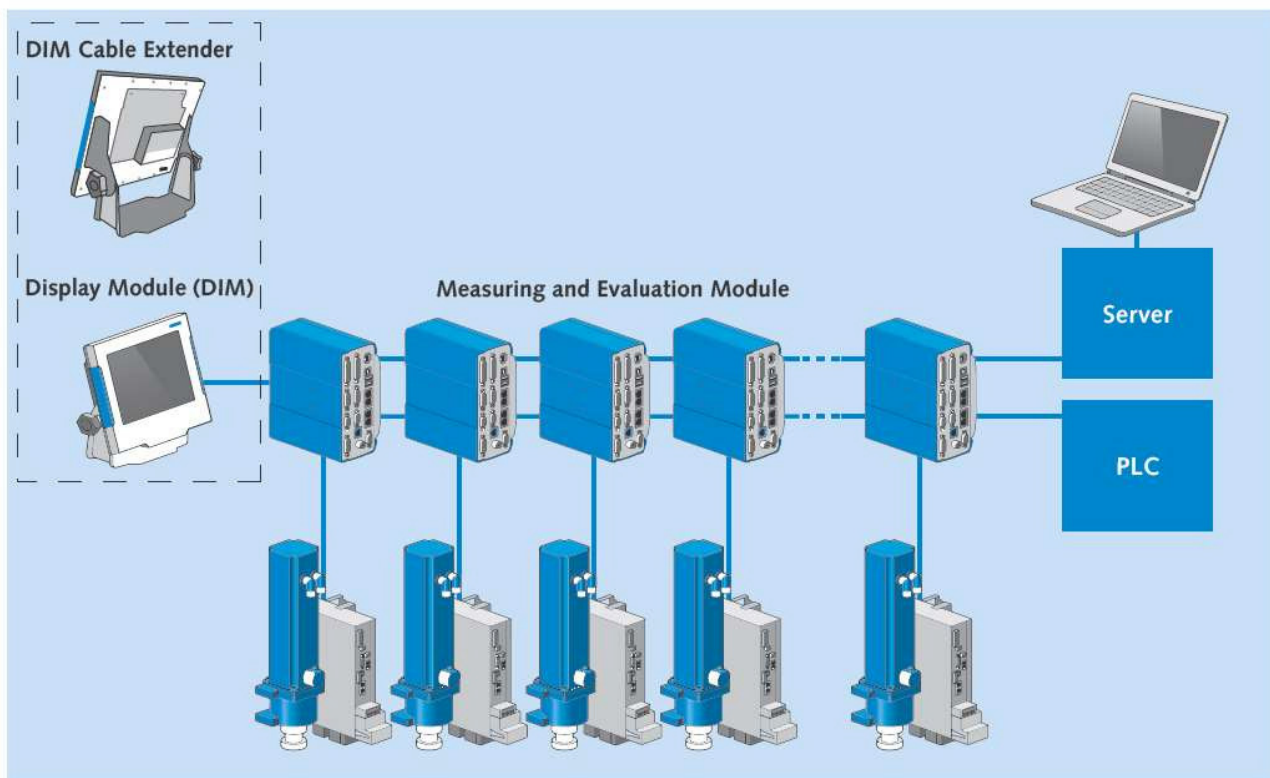 DIM Cable Extender
Display Module (DIM)
Measuring and Evaluation Module
Server
PLC